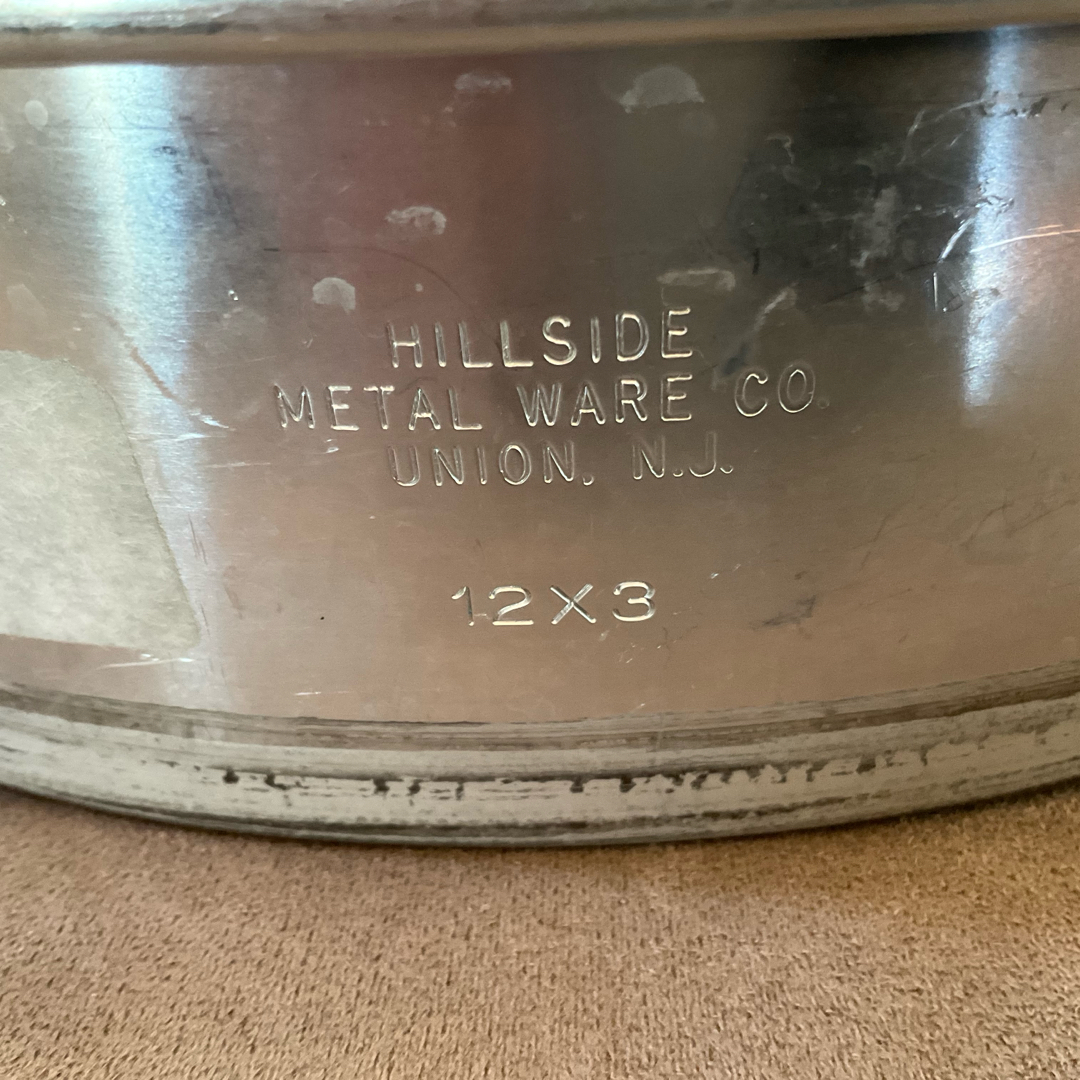 HILLSIDE
METAL WARE CO.
UNION, N.J.
12X3